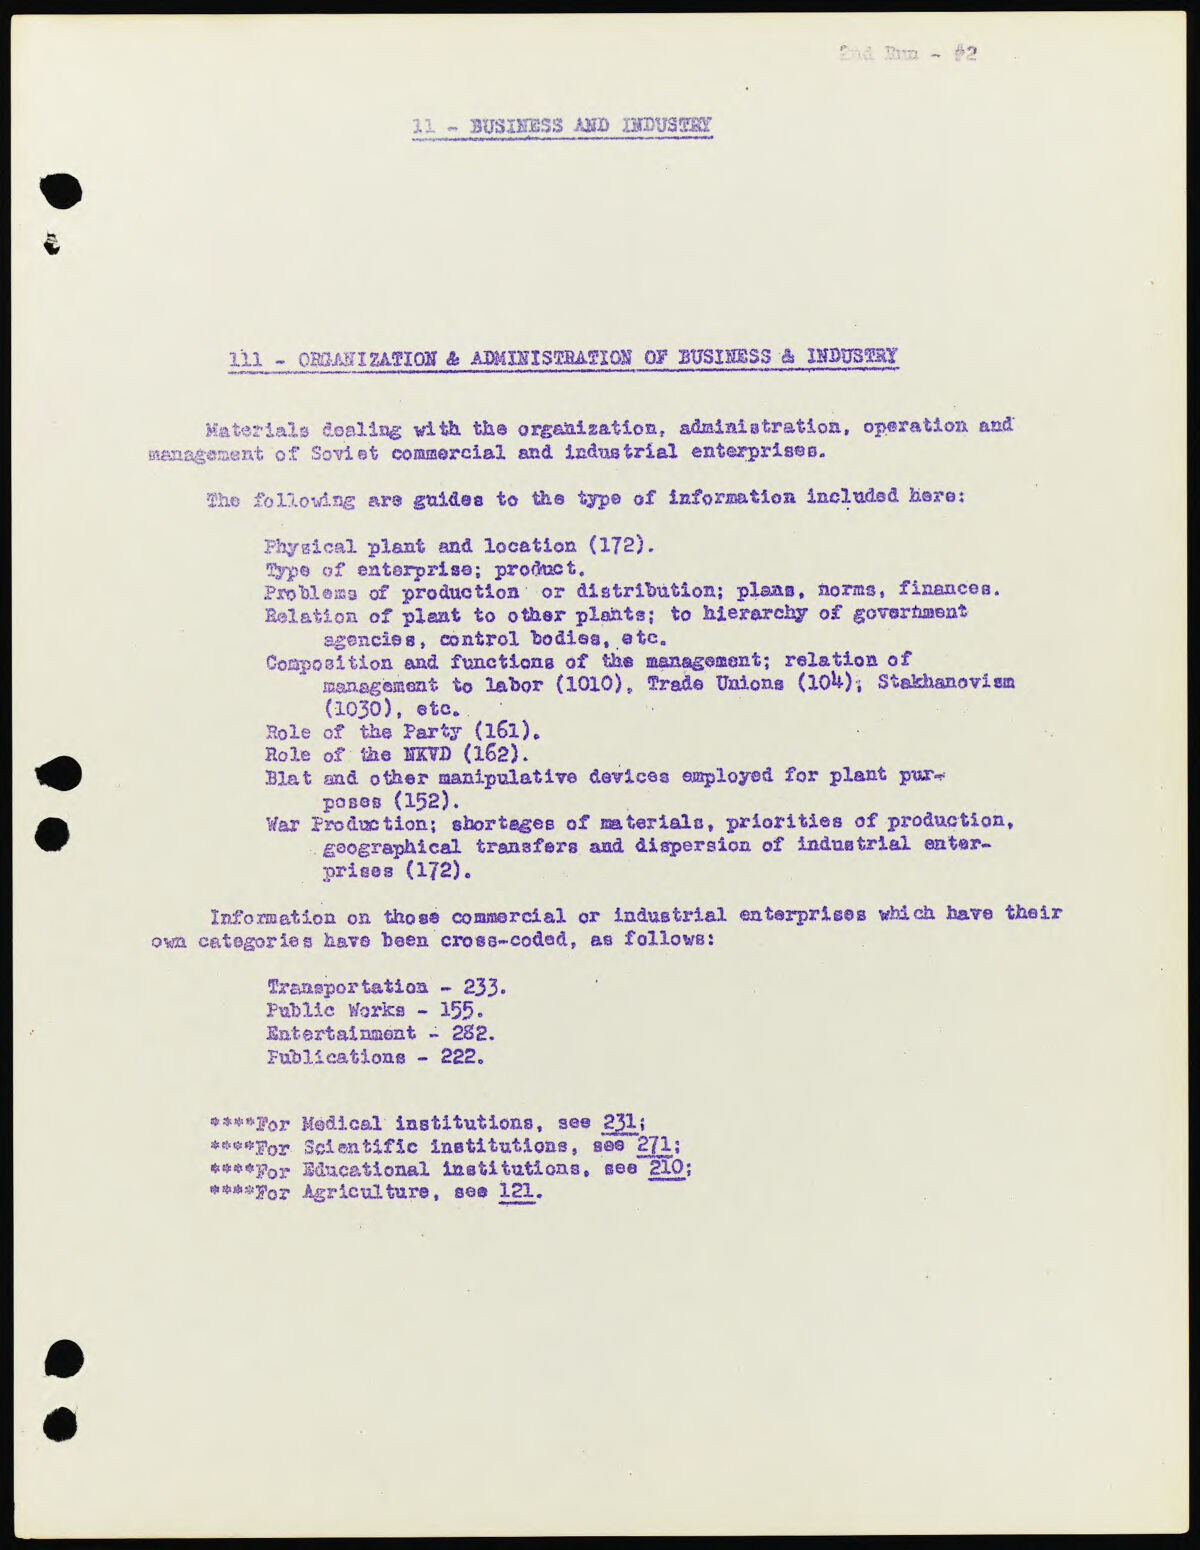 2nd Run - #2
11 - BUSINESS AND INDUSTRY
111 - ORGANIZATION & ADMINISTRATION OF BUSINESS & INDUSTRY
Materials dealing with the organization, administration, operation and
management of Soviet commercial and industrial enterprises.
The following are guides to the type of information included here:
Physical plant and location (172).
Type of enterprise; product.
Problems of production or distribution; plans, norms, finances.
Relation of plant to other plants; to hierarchy of government
agencies, control bodies, etc.
Composition and functions of the management; relation of
management to labor (1010), Trade Unions (104); Stakhanovism
(1030), etc.
Role of the Party (161).
Role of the NKVD (162).
Blat and other manipulative devices employed for plant pur-
poses (152).
War Production; shortages of materials, priorities of production,
geographical transfers and dispersion of industrial enter-
prises (172).
Information on those commercial or industrial enterprises which have their
own categories have been cross-coded, as follows:
Transportation - 233.
Public Works - 155.
Entertainment - 282.
Publications - 222.
****For Medical institutions, see 231;
****For Scientific institutions, see 271;
****For Educational institutions, see 210;
****For Agriculture, see 121.